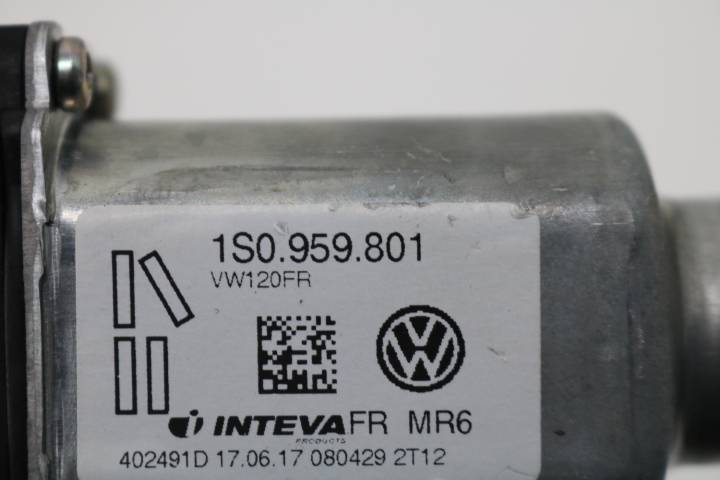 1S0.959.801
VW120FR
INTEVA FR MR6
PRODUCTS
402491D 17.06.17 080429 2T12